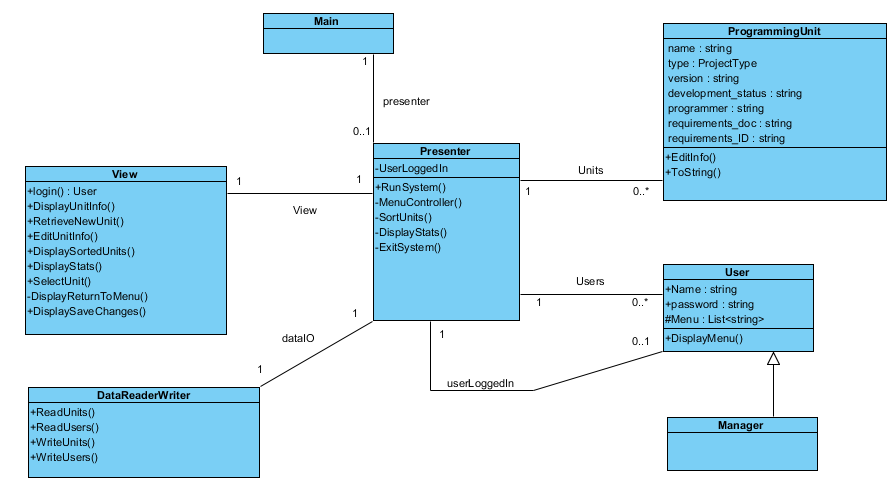 Main
1
presenter
0..1
ProgrammingUnit
name : string
type : ProjectType
version : string
development_status : string
programmer : string
requirements_doc : string
requirements_ID : string
+EditInfo()
+ToString()
Presenter
-UserLoggedIn
+RunSystem()
-MenuController()
-SortUnits()
-DisplayStats()
-ExitSystem()
Units
1
0..*
View
+login() : User
+DisplayUnitInfo()
+RetrieveNewUnit()
+EditUnitInfo()
+DisplaySortedUnits()
+DisplayStats()
+SelectUnit()
-DisplayReturnToMenu()
+DisplaySaveChanges()
1
1
View
User
+Name : string
+password : string
#Menu : List<string>
+DisplayMenu()
Users
1
0..*
1
dataIO
1
1
0..1
userLoggedIn
DataReaderWriter
+ReadUnits()
+ReadUsers()
+WriteUnits()
+WriteUsers()
Manager